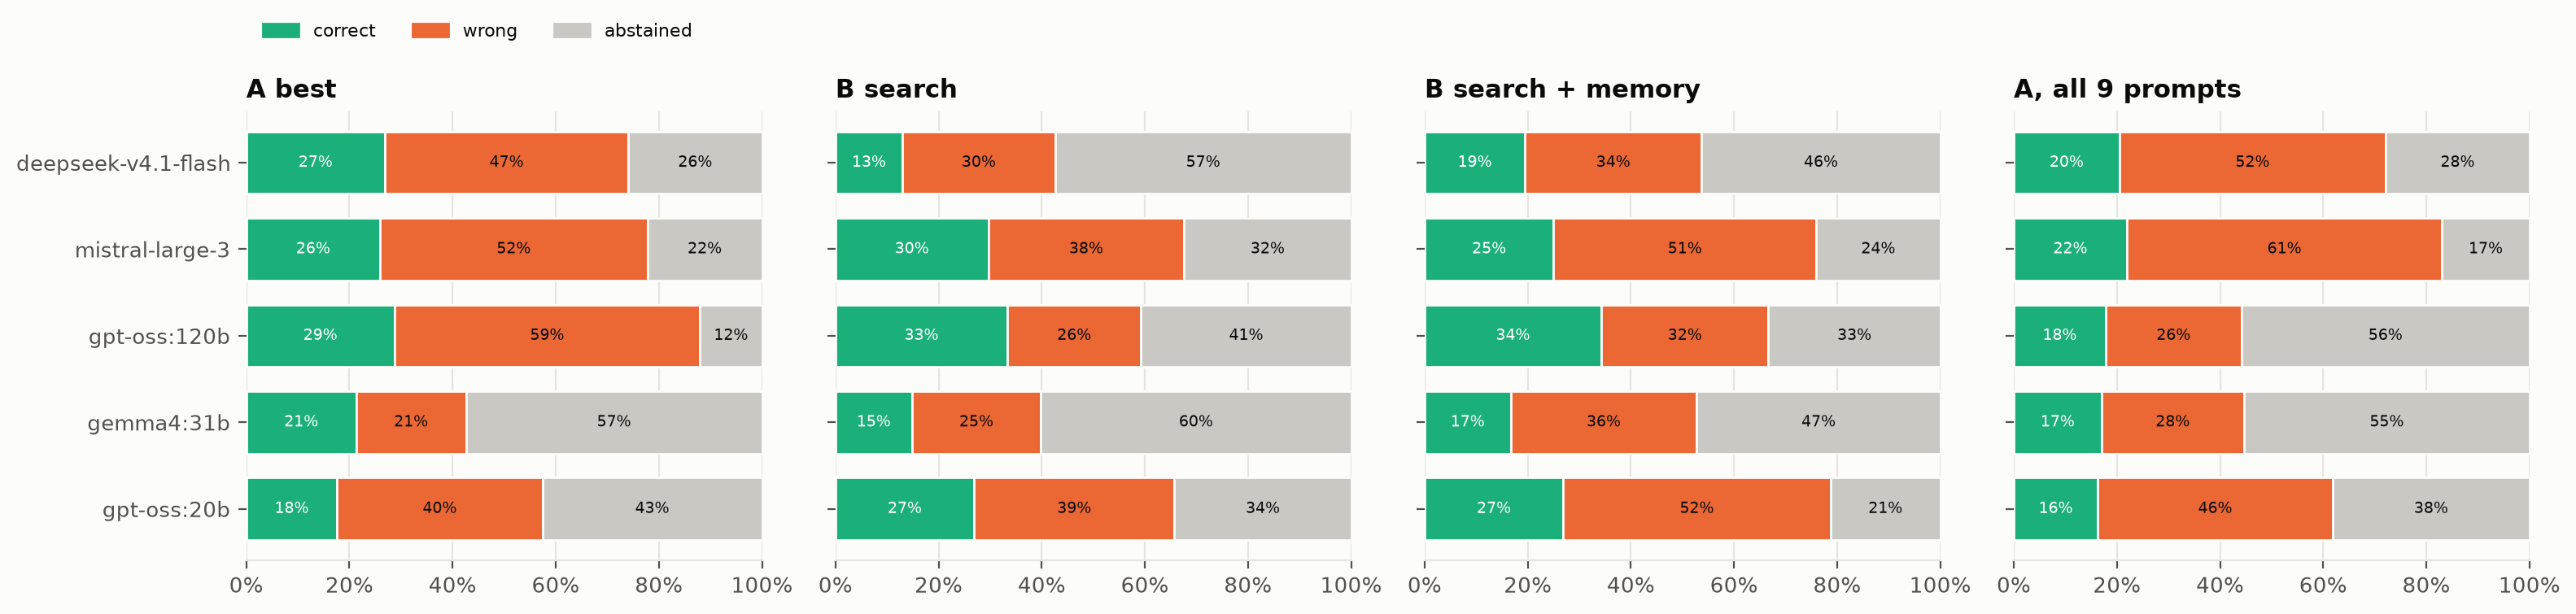 correct wrong abstained
A best B search B search + memory A, all 9 prompts
deepseek-v4.1-flash 27% 47% 26% 13% 30% 57% 19% 34% 46% 20% 52% 28%
mistral-large-3 26% 52% 22% 30% 38% 32% 25% 51% 24% 22% 61% 17%
gpt-oss:120b 29% 59% 12% 33% 26% 41% 34% 32% 33% 18% 26% 56%
gemma4:31b 21% 21% 57% 15% 25% 60% 17% 36% 47% 17% 28% 55%
gpt-oss:20b 18% 40% 43% 27% 39% 34% 27% 52% 21% 16% 46% 38%
0% 20% 40% 60% 80% 100% 0% 20% 40% 60% 80% 100% 0% 20% 40% 60% 80% 100% 0% 20% 40% 60% 80% 100%